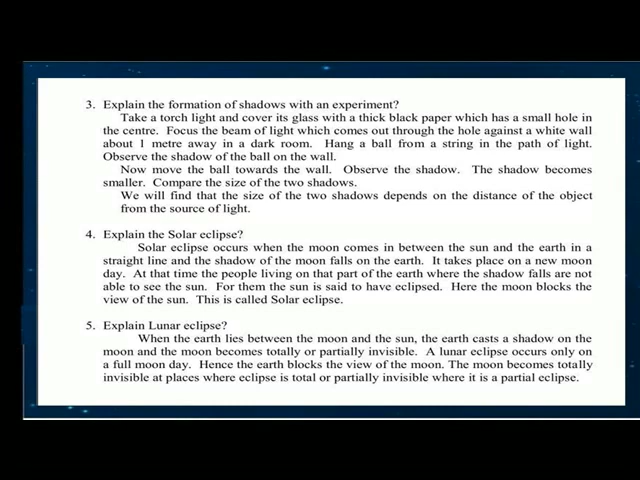 3. Explain the formation of shadows with an experiment?
Take a torch light and cover its glass with a thick black paper which has a small hole in
the centre. Focus the beam of light which comes out through the hole against a white wall
about 1 metre away in a dark room. Hang a ball from a string in the path of light.
Observe the shadow of the ball on the wall.
Now move the ball towards the wall. Observe the shadow. The shadow becomes
smaller. Compare the size of the two shadows.
We will find that the size of the two shadows depends on the distance of the object
from the source of light.
4. Explain the Solar eclipse?
Solar eclipse occurs when the moon comes in between the sun and the earth in a
straight line and the shadow of the moon falls on the earth. It takes place on a new moon
day. At that time the people living on that part of the earth where the shadow falls are not
able to see the sun. For them the sun is said to have eclipsed. Here the moon blocks the
view of the sun. This is called Solar eclipse.
5. Explain Lunar eclipse?
When the earth lies between the moon and the sun, the earth casts a shadow on the
moon and the moon becomes totally or partially invisible. A lunar eclipse occurs only on
a full moon day. Hence the earth blocks the view of the moon. The moon becomes totally
invisible at places where eclipse is total or partially invisible where it is a partial eclipse.